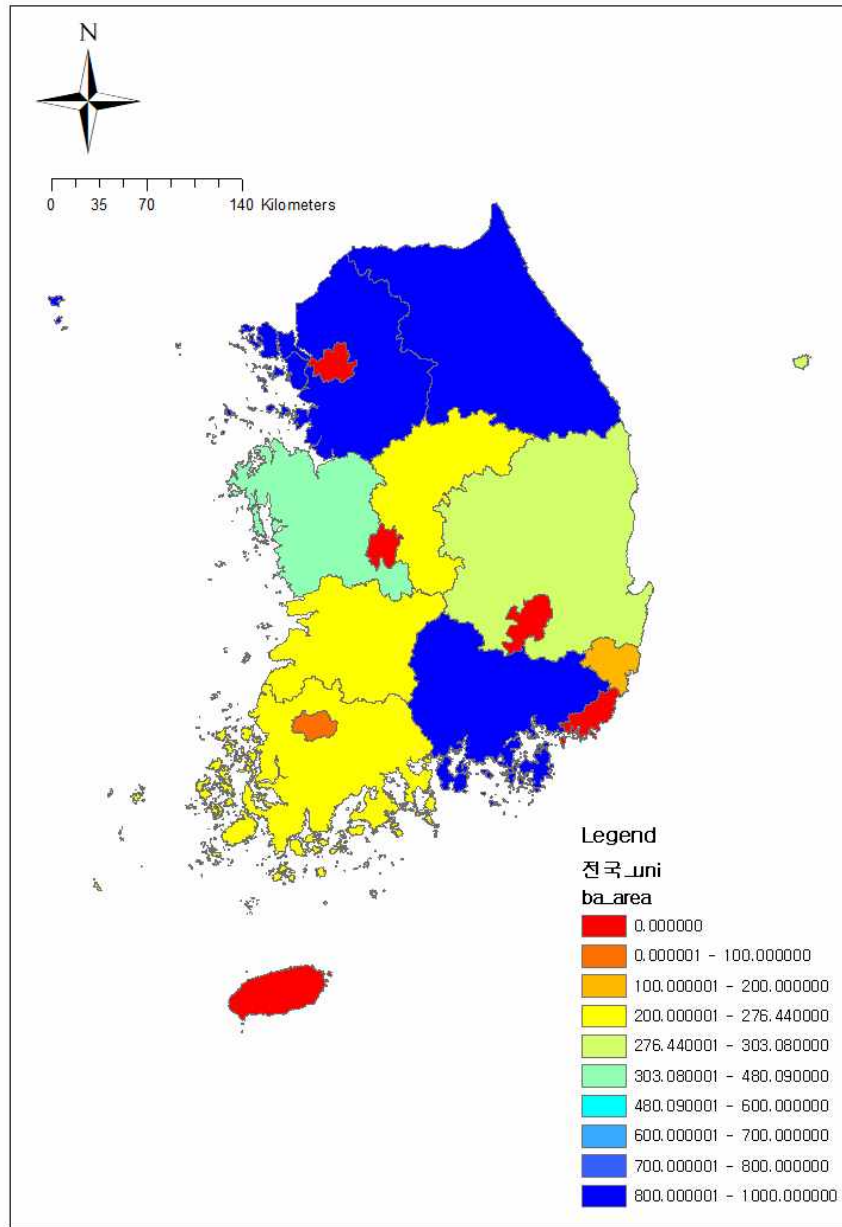 N
0 35 70 140 Kilometers
Legend
전국_uni
ba_area
0.000000
0.000001 - 100.000000
100.000001 - 200.000000
200.000001 - 276.440000
276.440001 - 303.080000
303.080001 - 480.090000
480.090001 - 600.000000
600.000001 - 700.000000
700.000001 - 800.000000
800.000001 - 1000.000000